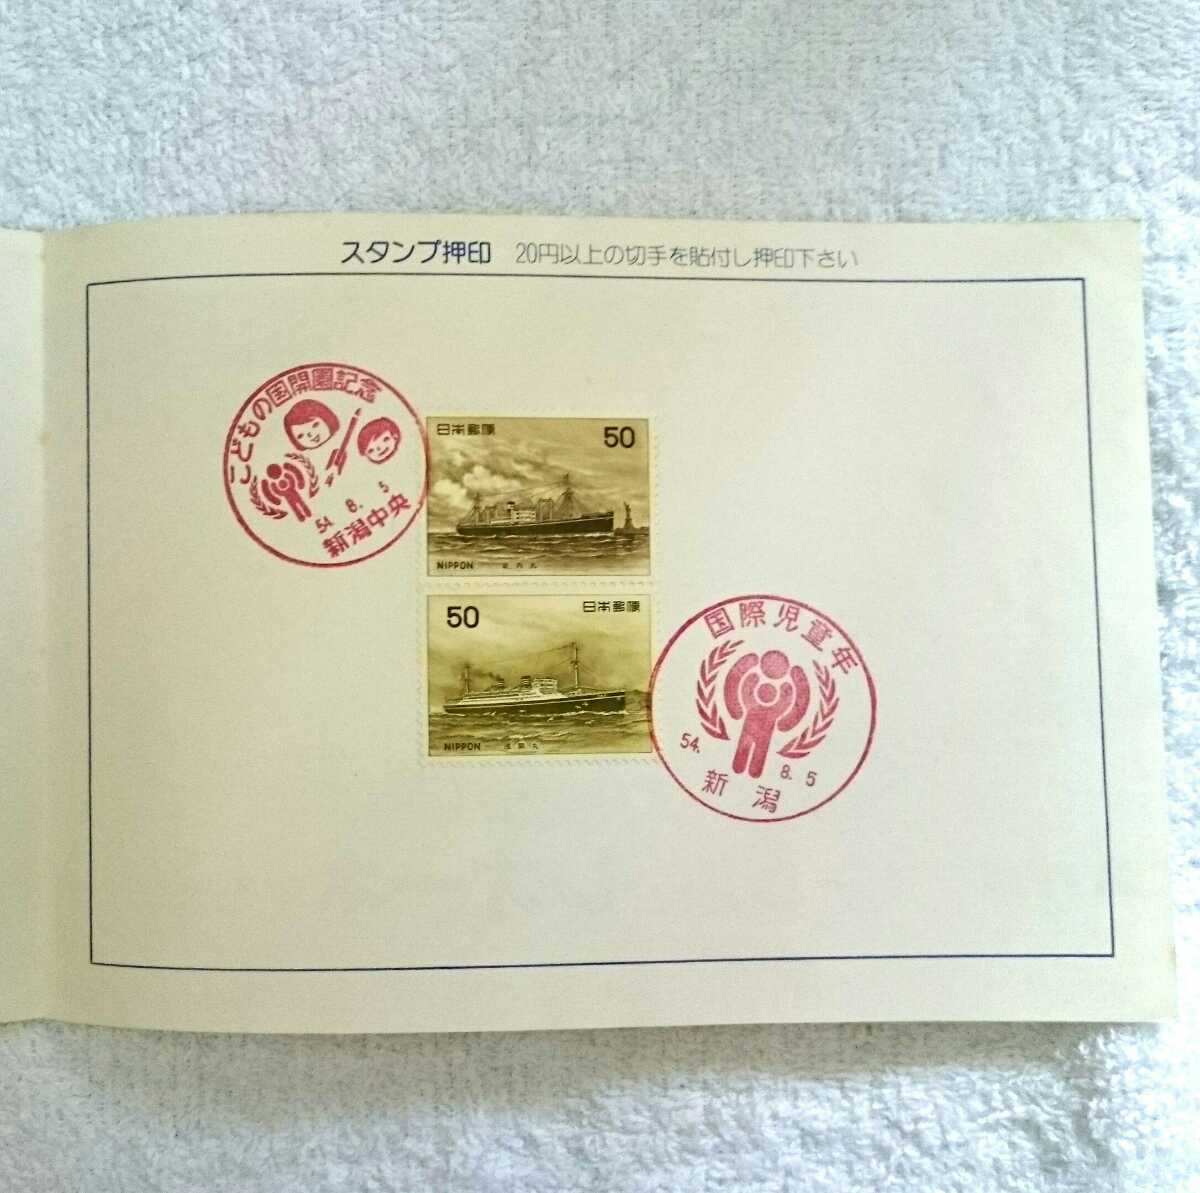 スタンプ押印 20円以上の切手を貼付し押印下さい
こどもの国開園記念
54. 8. 5
新潟中央
日本郵便 50
NIPPON
50 日本郵便
NIPPON 浅間丸
国際児童年
54. 8. 5
新潟